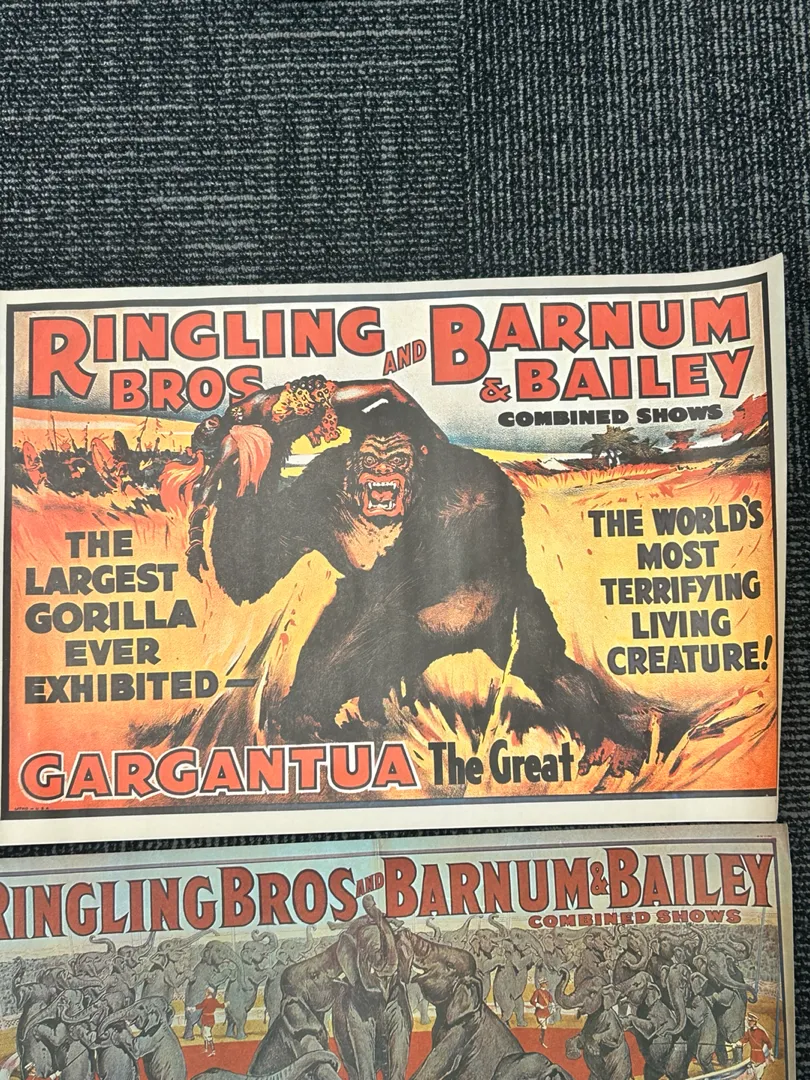 RINGLING AND BARNUM
BROS & BAILEY
COMBINED SHOWS
THE
LARGEST
GORILLA
EVER
EXHIBITED—
THE WORLD'S
MOST
TERRIFYING
LIVING
CREATURE!
GARGANTUA The Great
RINGLING BROS AND BARNUM & BAILEY
COMBINED SHOWS